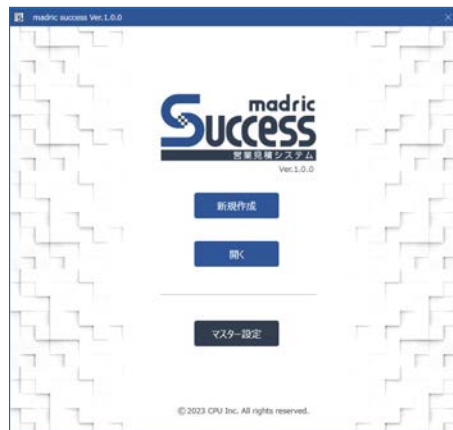 madric success Ver.1.0.0
madric
Success
営業見積システム
Ver.1.0.0
新規作成
開く
マスター設定
© 2023 CPU Inc. All rights reserved.